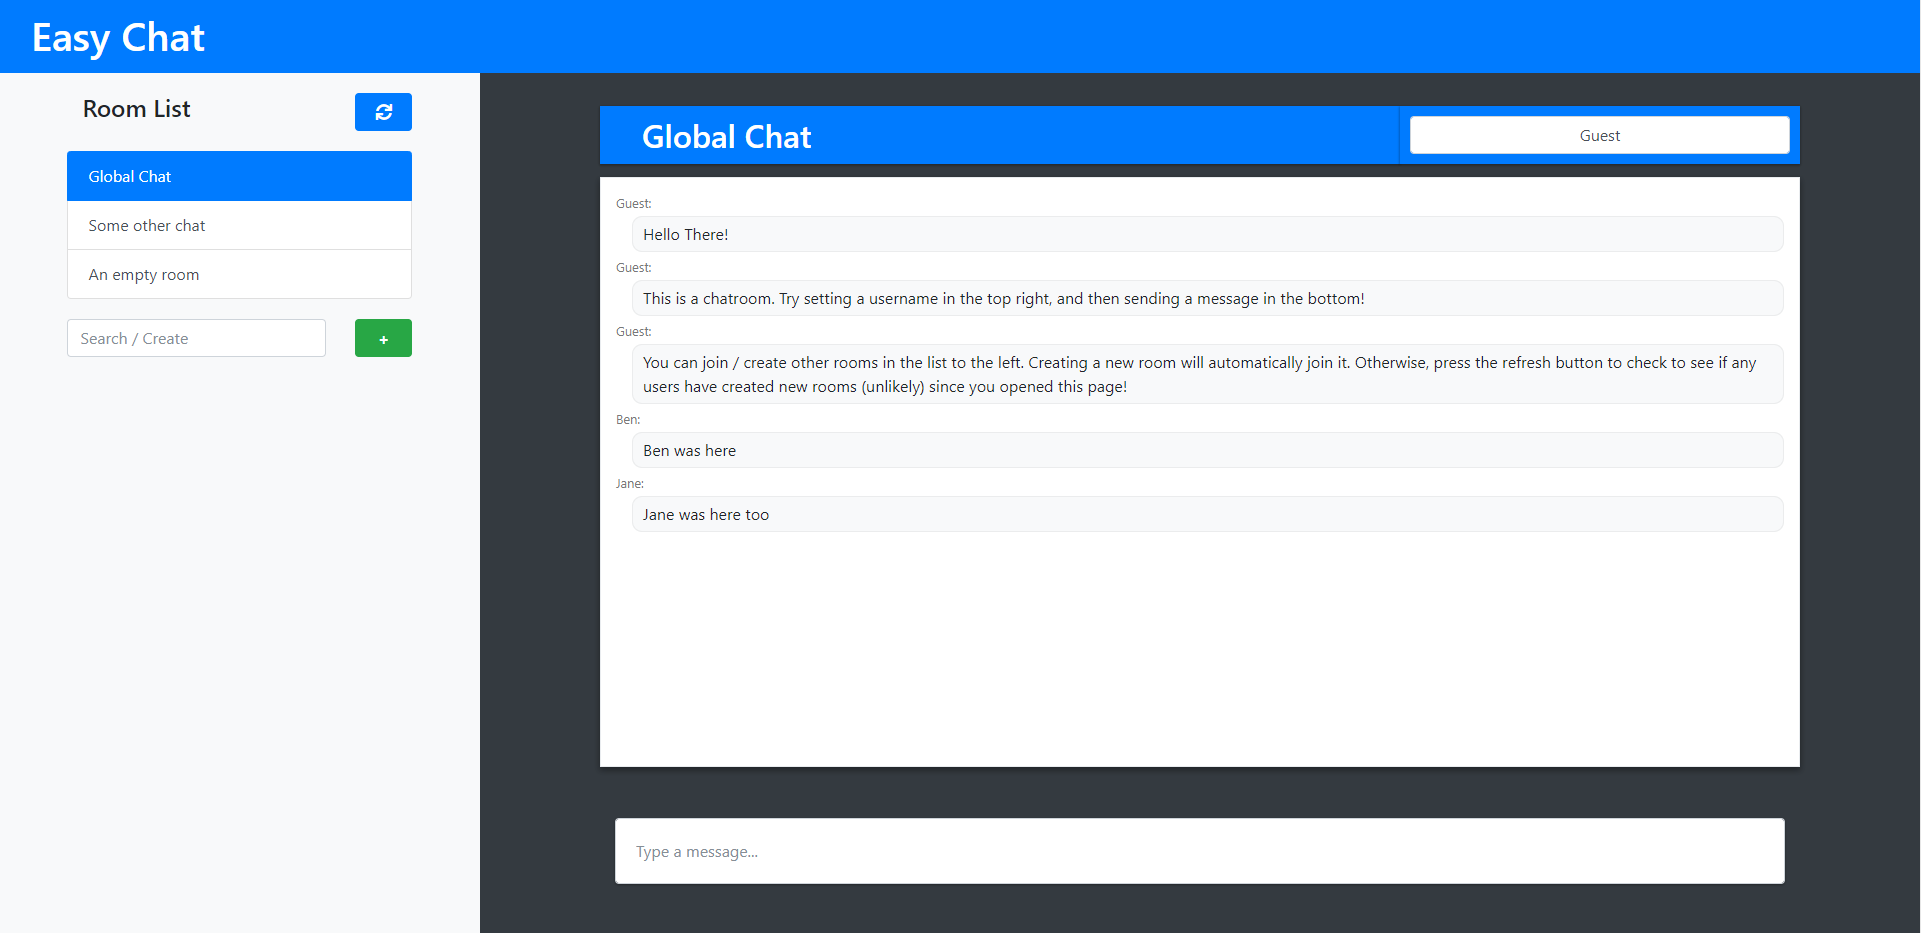 Easy Chat
Room List
Global Chat
Some other chat
An empty room
Search / Create
+
Global Chat
Guest
Guest:
Hello There!
Guest:
This is a chatroom. Try setting a username in the top right, and then sending a message in the bottom!
Guest:
You can join / create other rooms in the list to the left. Creating a new room will automatically join it. Otherwise, press the refresh button to check to see if any
users have created new rooms (unlikely) since you opened this page!
Ben:
Ben was here
Jane:
Jane was here too
Type a message...